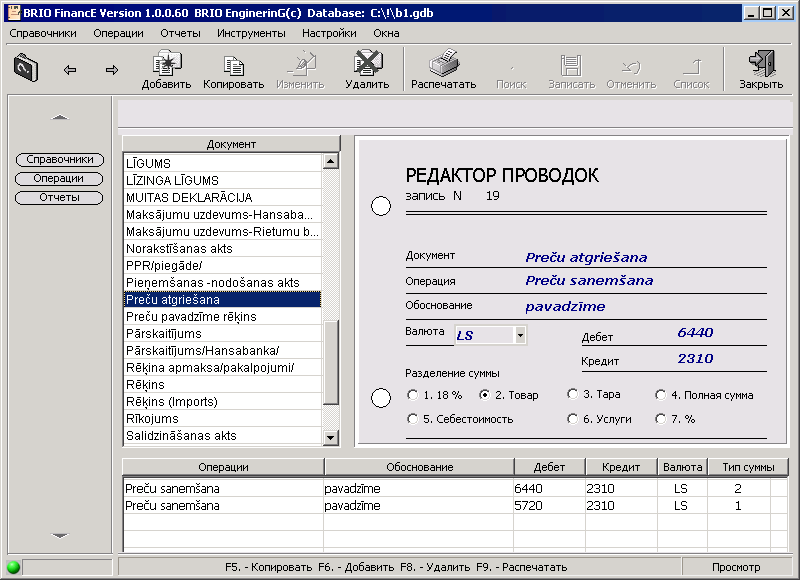 BRIO FinancE Version 1.0.0.60 BRIO EngineerinG(c) Database: C:\!\b1.gdb
Справочники Операции Отчеты Инструменты Настройки Окна
Добавить Копировать Изменить Удалить Распечатать Поиск Записать Отменить Список Закрыть
Справочники
Операции
Отчеты
Документ
LĪGUMS
LĪZINGA LĪGUMS
MUITAS DEKLARĀCIJA
Maksājumu uzdevums-Hansaba...
Maksājumu uzdevums-Rietumu b...
Norakstīšanas akts
PPR/piegāde/
Pieņemšanas -nodošanas akts
Preču atgriešana
Preču pavadzīme rēķins
Pārskaitījums
Pārskaitījums/Hansabanka/
Rēķina apmaksa/pakalpojumi/
Rēķins
Rēķins (Imports)
Rīkojums
Salidzināšanas akts
РЕДАКТОР ПРОВОДОК
запись N 19
Документ Preču atgriešana
Операция Preču sanemšana
Обоснование pavadzīme
Валюта LS
Дебет 6440
Кредит 2310
Разделение суммы
1. 18 % 2. Товар 3. Тара 4. Полная сумма
5. Себестоимость 6. Услуги 7. %
Операции Обоснование Дебет Кредит Валюта Тип суммы
Preču sanemšana pavadzīme 6440 2310 LS 2
Preču sanemšana pavadzīme 5720 2310 LS 1
F5. - Копировать F6. - Добавить F8. - Удалить F9. - Распечатать Просмотр